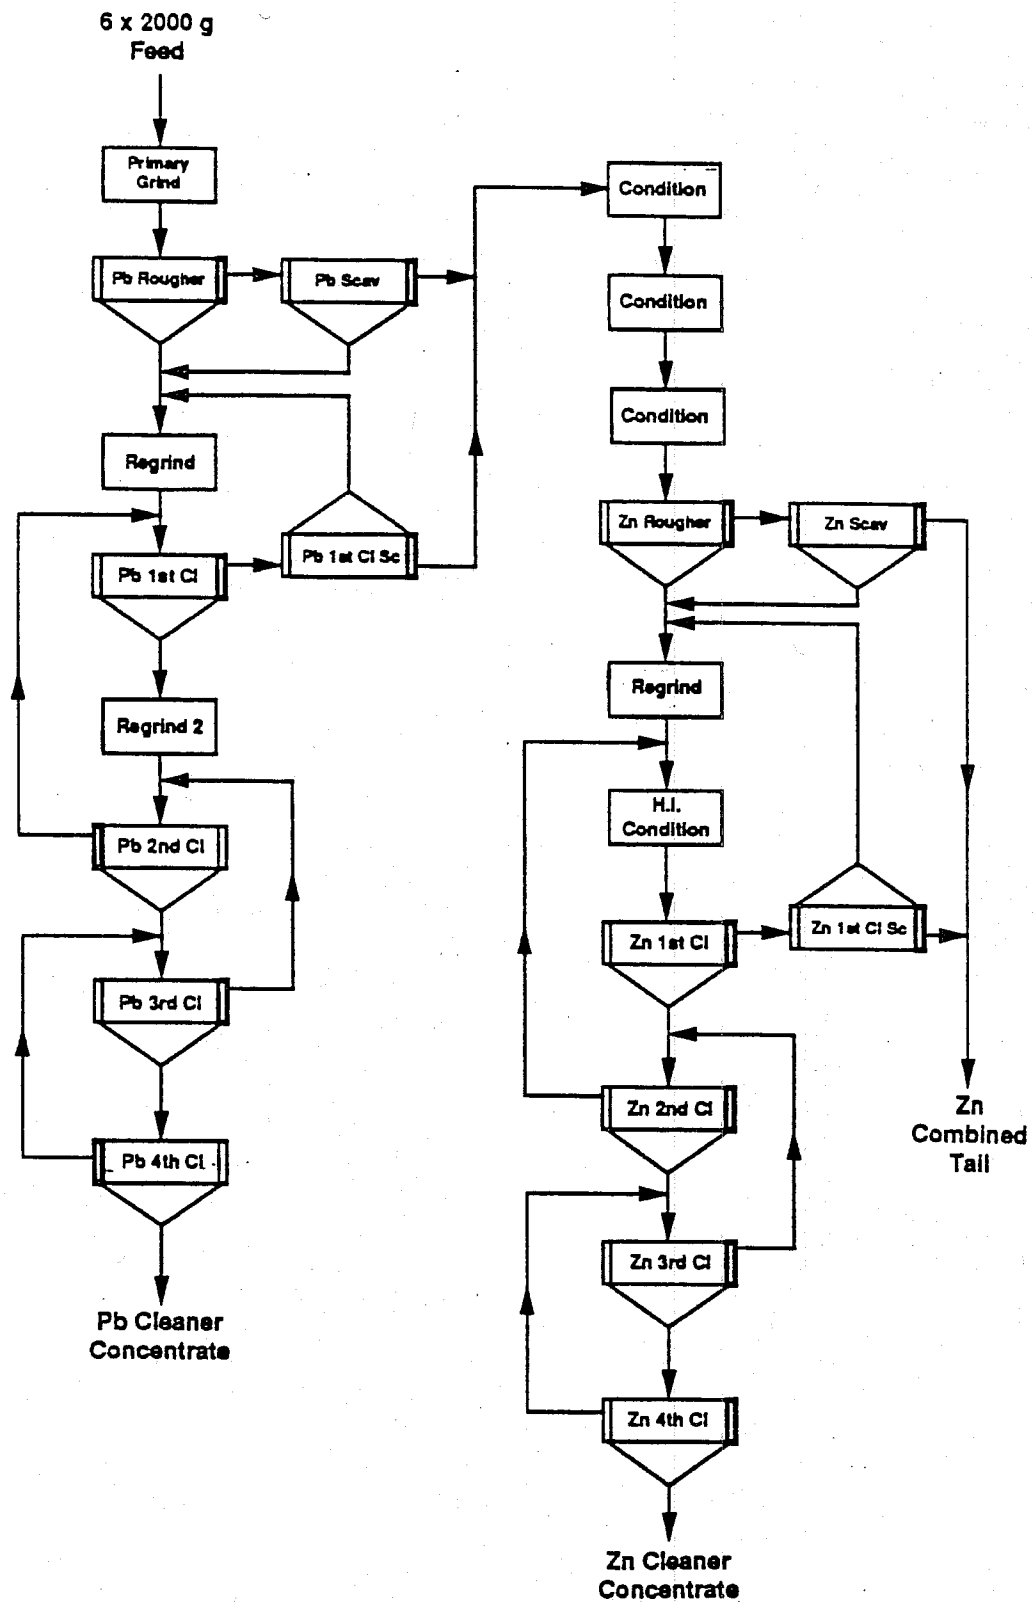 6 x 2000 g
Feed
Primary
Grind
Pb Rougher
Pb Scav
Regrind
Pb 1st Cl
Pb 1st Cl Sc
Regrind 2
Pb 2nd Cl
Pb 3rd Cl
Pb 4th Cl
Pb Cleaner
Concentrate
Condition
Condition
Condition
Zn Rougher
Zn Scav
Regrind
H.I.
Condition
Zn 1st Cl
Zn 1st Cl Sc
Zn 2nd Cl
Zn
Combined
Tail
Zn 3rd Cl
Zn 4th Cl
Zn Cleaner
Concentrate